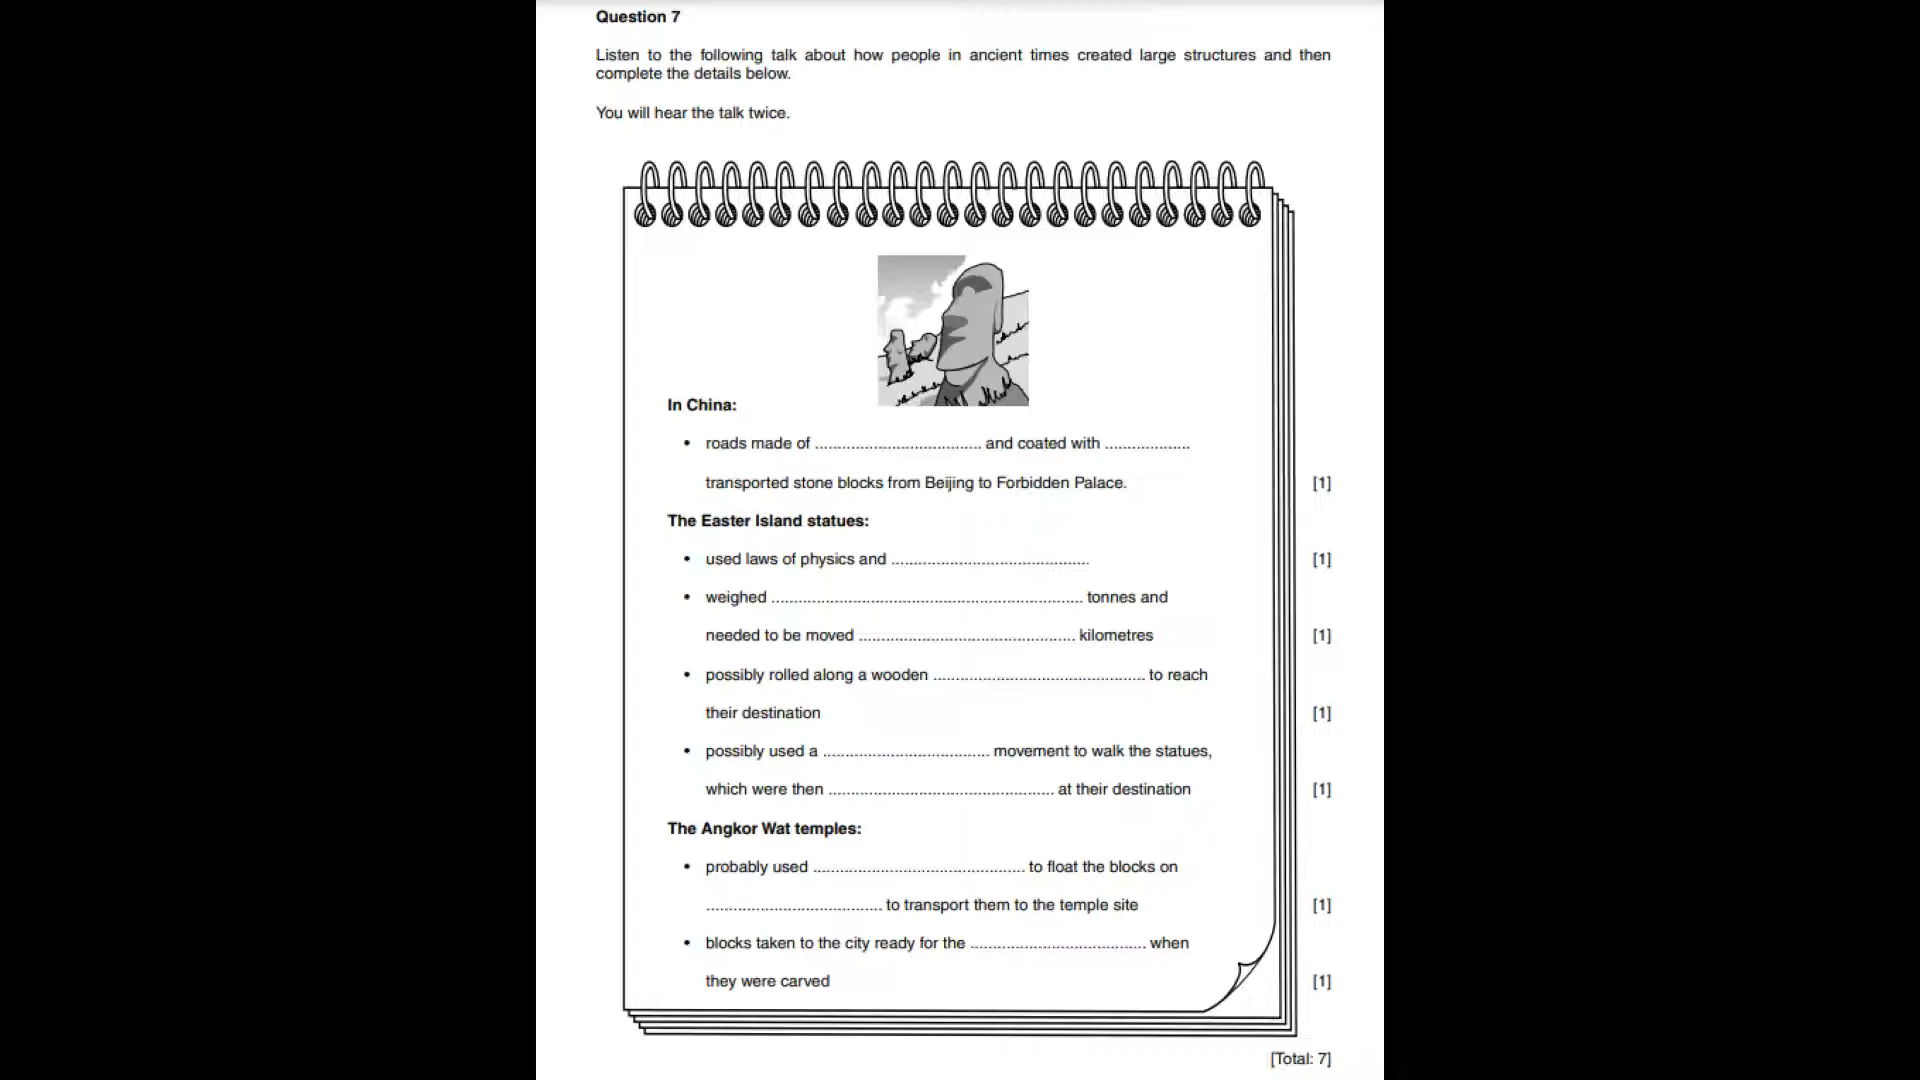 Question 7
Listen to the following talk about how people in ancient times created large structures and then
complete the details below.
You will hear the talk twice.
In China:
• roads made of ..................................... and coated with ...................
transported stone blocks from Beijing to Forbidden Palace. [1]
The Easter Island statues:
• used laws of physics and ............................................ [1]
• weighed ..................................................................... tonnes and
needed to be moved ................................................ kilometres [1]
• possibly rolled along a wooden ............................................... to reach
their destination [1]
• possibly used a ..................................... movement to walk the statues,
which were then .................................................. at their destination [1]
The Angkor Wat temples:
• probably used ............................................... to float the blocks on
....................................... to transport them to the temple site [1]
• blocks taken to the city ready for the ....................................... when
they were carved [1]
[Total: 7]